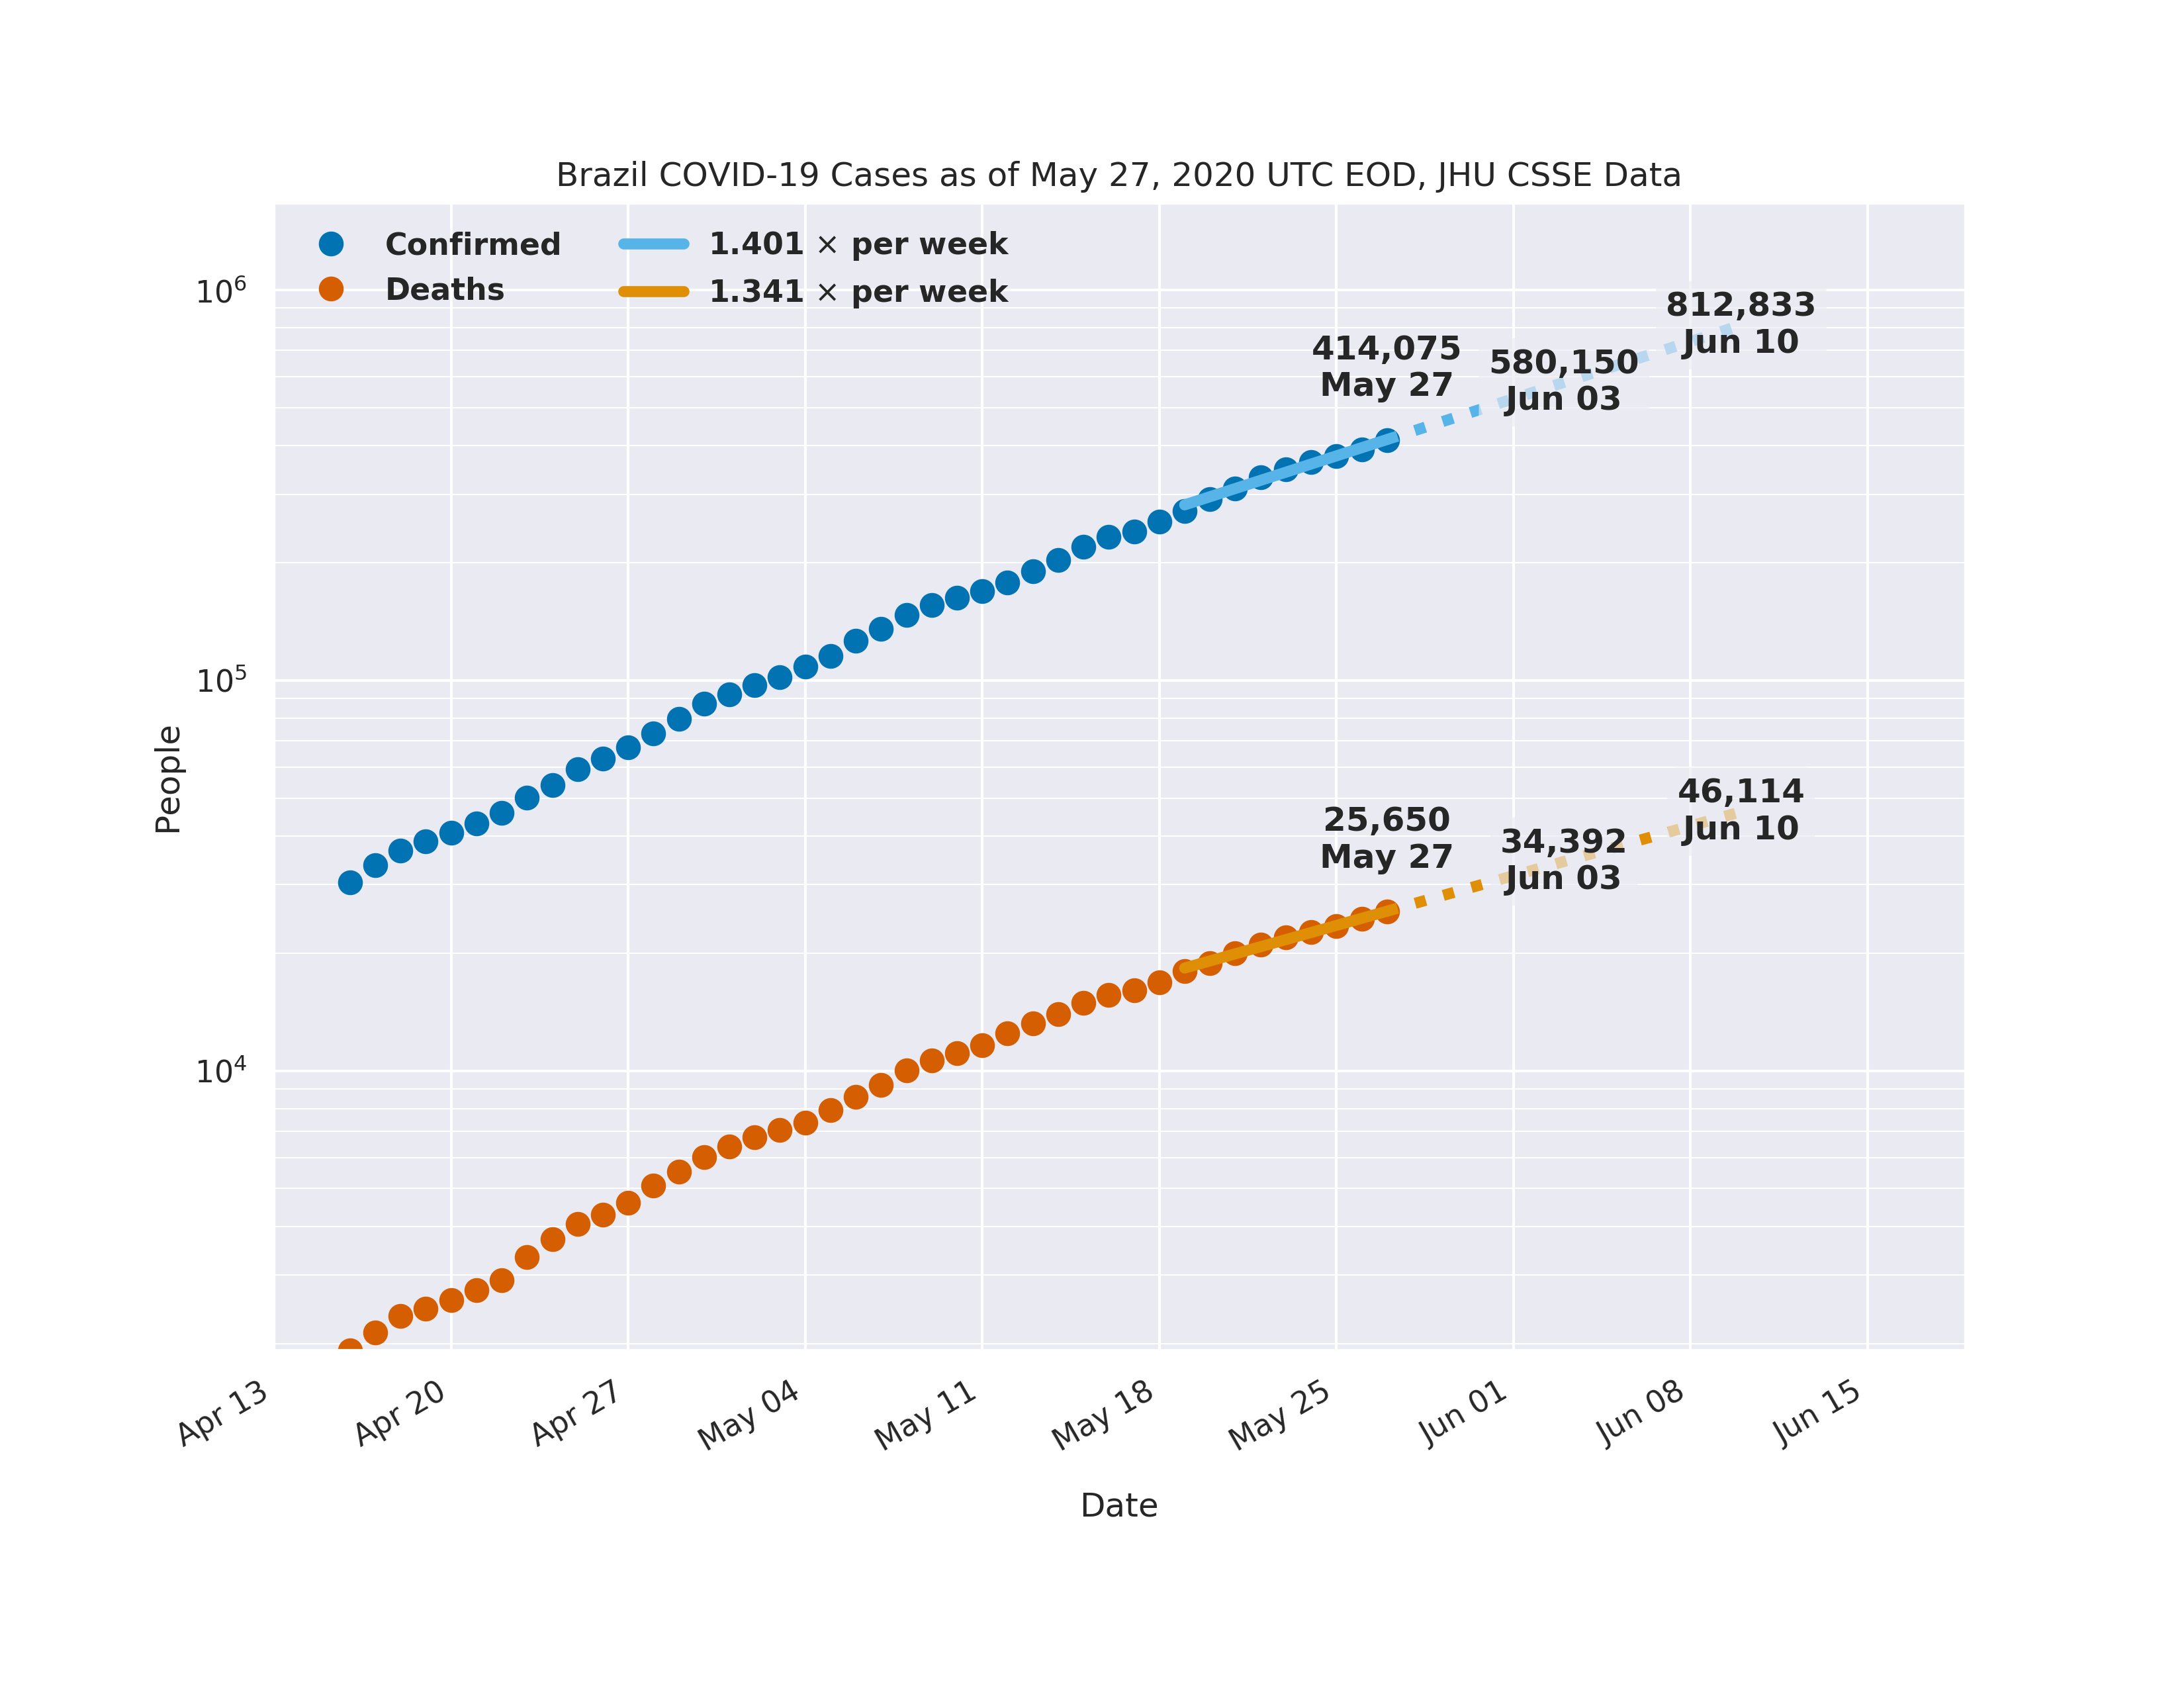 Brazil COVID-19 Cases as of May 27, 2020 UTC EOD, JHU CSSE Data
Confirmed
Deaths
1.401 × per week
1.341 × per week
812,833
Jun 10
414,075
May 27
580,150
Jun 03
46,114
Jun 10
25,650
May 27
34,392
Jun 03
10⁶
10⁵
10⁴
People
Apr 13
Apr 20
Apr 27
May 04
May 11
May 18
May 25
Jun 01
Jun 08
Jun 15
Date